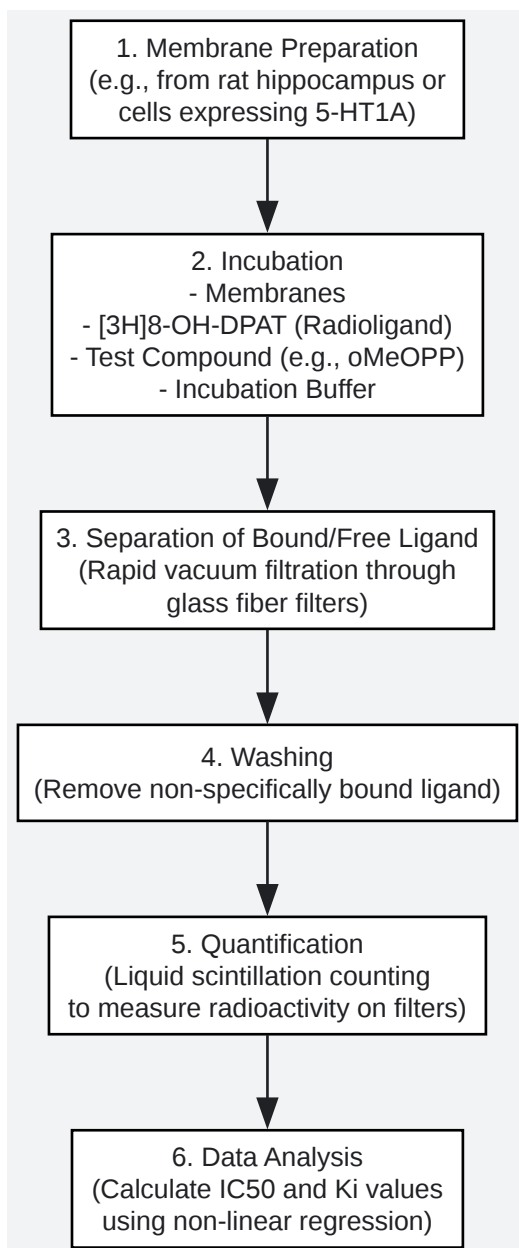 1. Membrane Preparation
(e.g., from rat hippocampus or
cells expressing 5-HT1A)
2. Incubation
- Membranes
- [3H]8-OH-DPAT (Radioligand)
- Test Compound (e.g., oMeOPP)
- Incubation Buffer
3. Separation of Bound/Free Ligand
(Rapid vacuum filtration through
glass fiber filters)
4. Washing
(Remove non-specifically bound ligand)
5. Quantification
(Liquid scintillation counting
to measure radioactivity on filters)
6. Data Analysis
(Calculate IC50 and Ki values
using non-linear regression)